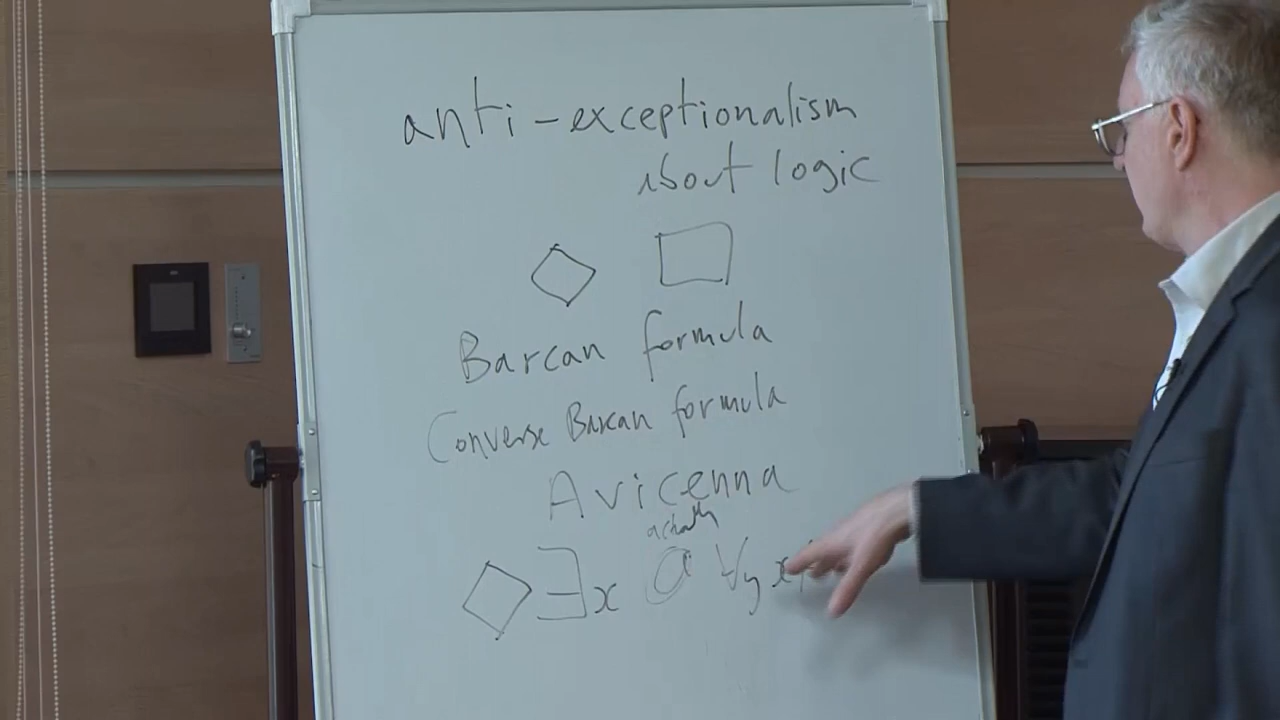 anti-exceptionalism
about logic
◇ □
Barcan formula
Converse Barcan formula
Avicenna
actually
◇∃x @ ∀y x